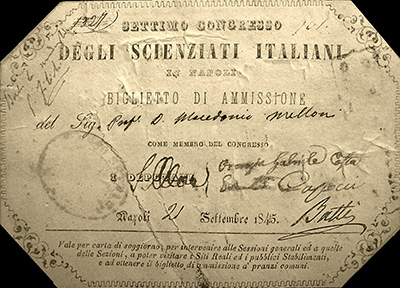 SETTIMO CONGRESSO
DEGLI SCIENZIATI ITALIANI
IN NAPOLI
BIGLIETTO DI AMMISSIONE
del Sig. Prof. D. Macedonio Melloni
COME MEMBRO DEL CONGRESSO
I DEPUTATI
Napoli 21 Settembre 1845.
Vale per carta di soggiorno, per intervenire alle Sessioni generali ed a quelle
delle Sezioni, a poter visitare i Siti Reali ed i pubblici Stabilimenti,
e ad ottenere il biglietto di ammissione a' pranzi comuni.